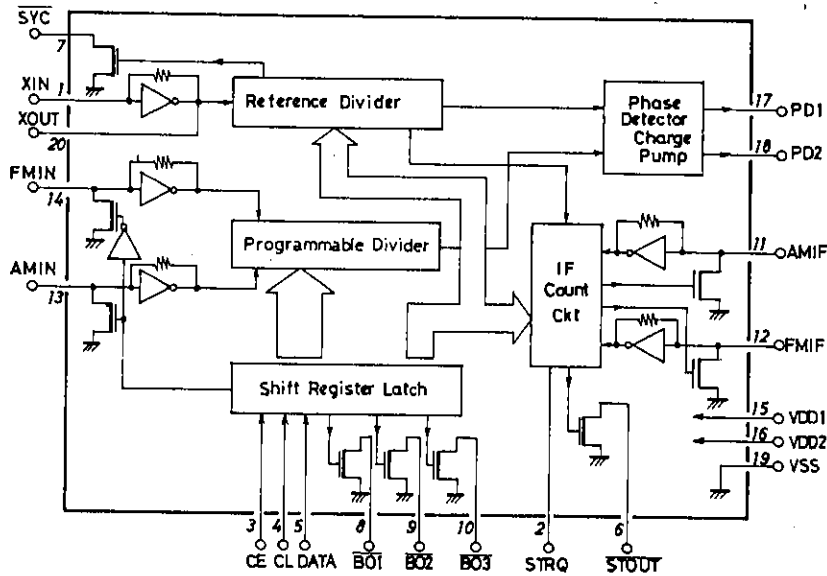 SYC
7
XIN
1
XOUT
20
FMIN
14
AMIN
13
Reference Divider
Programmable Divider
Shift Register Latch
Phase
Detector
Charge
Pump
IF
Count
Ckt
17 PD1
18 PD2
11 AMIF
12 FMIF
15 VDD1
16 VDD2
19 VSS
3 4 5 8 9 10 2 6
CE CL DATA BO1 BO2 BO3 STRQ STOUT